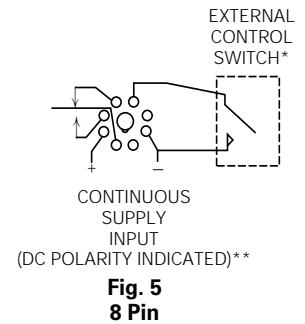 EXTERNAL
CONTROL
SWITCH*
+ –
CONTINUOUS
SUPPLY
INPUT
(DC POLARITY INDICATED)**
Fig. 5
8 Pin